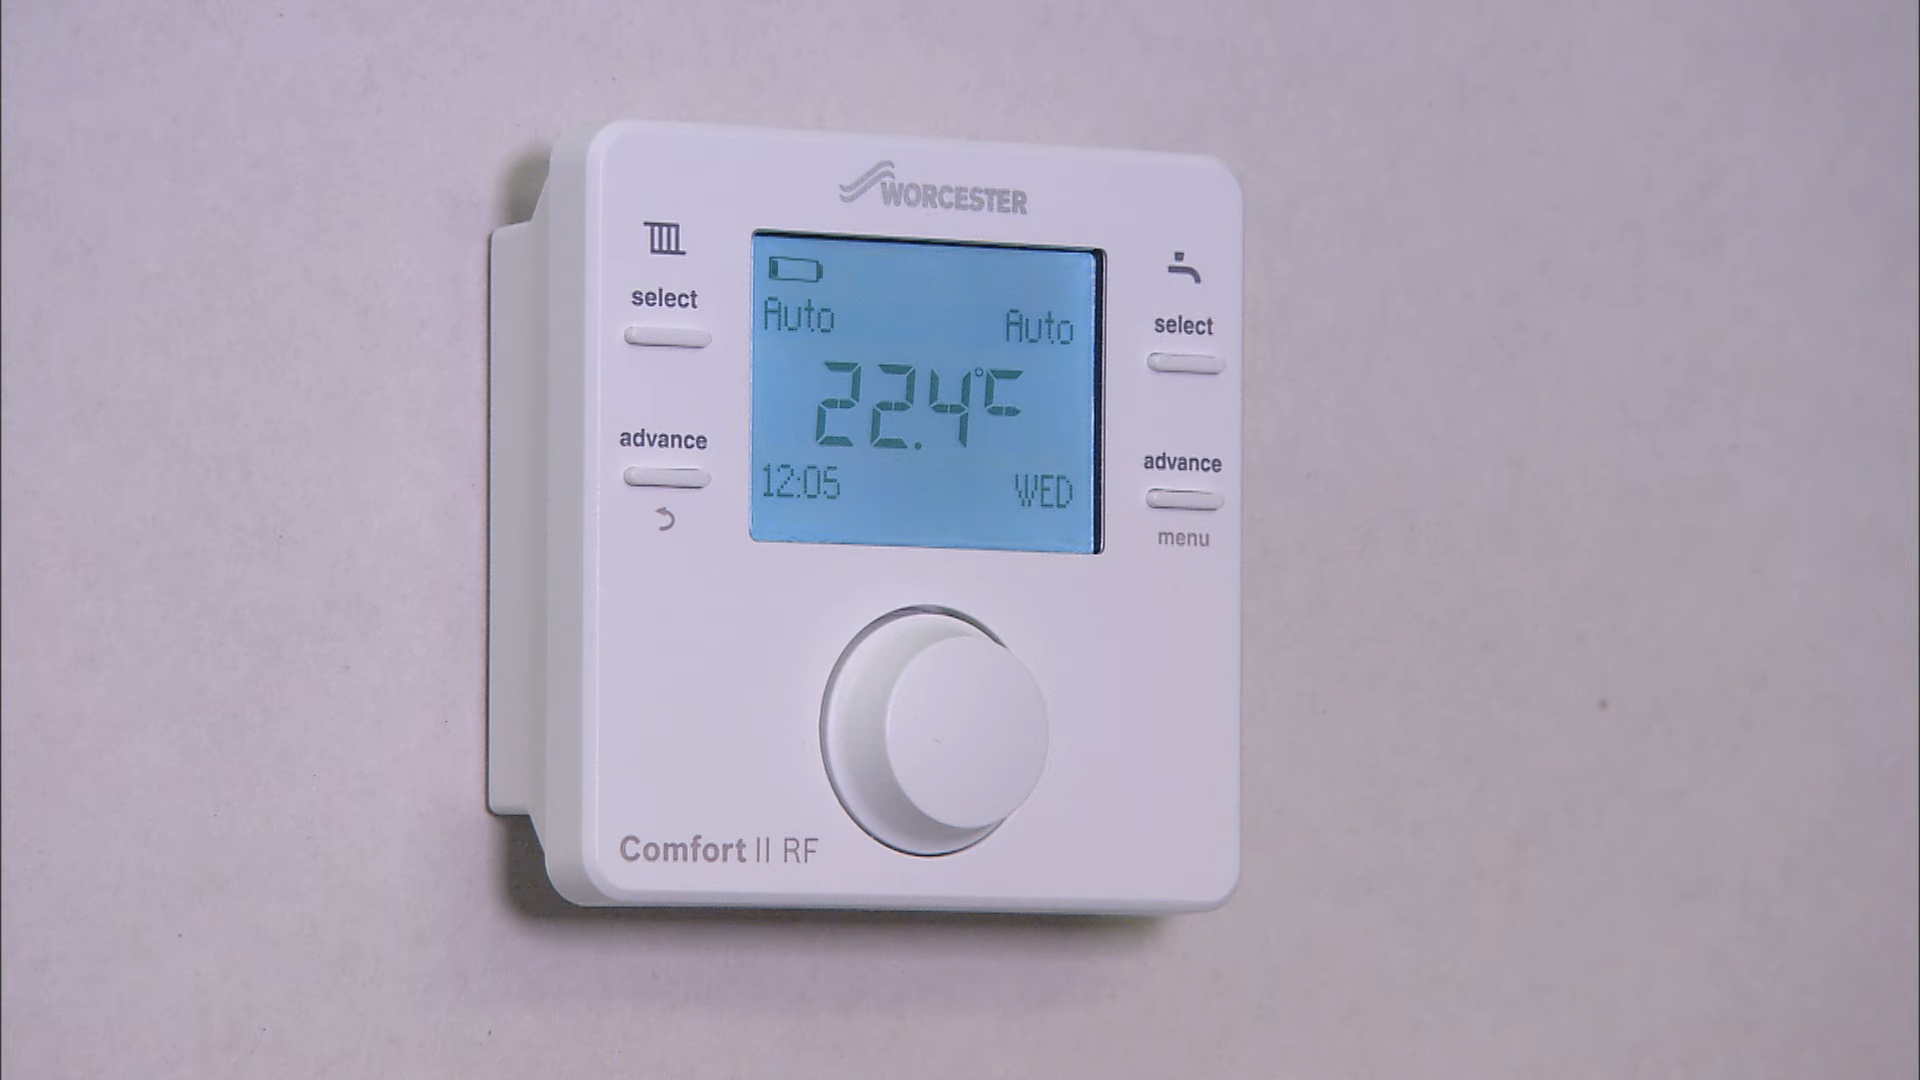 WORCESTER
select
Auto
Auto
select
22.4°C
advance
advance
12:05
WED
menu
Comfort II RF